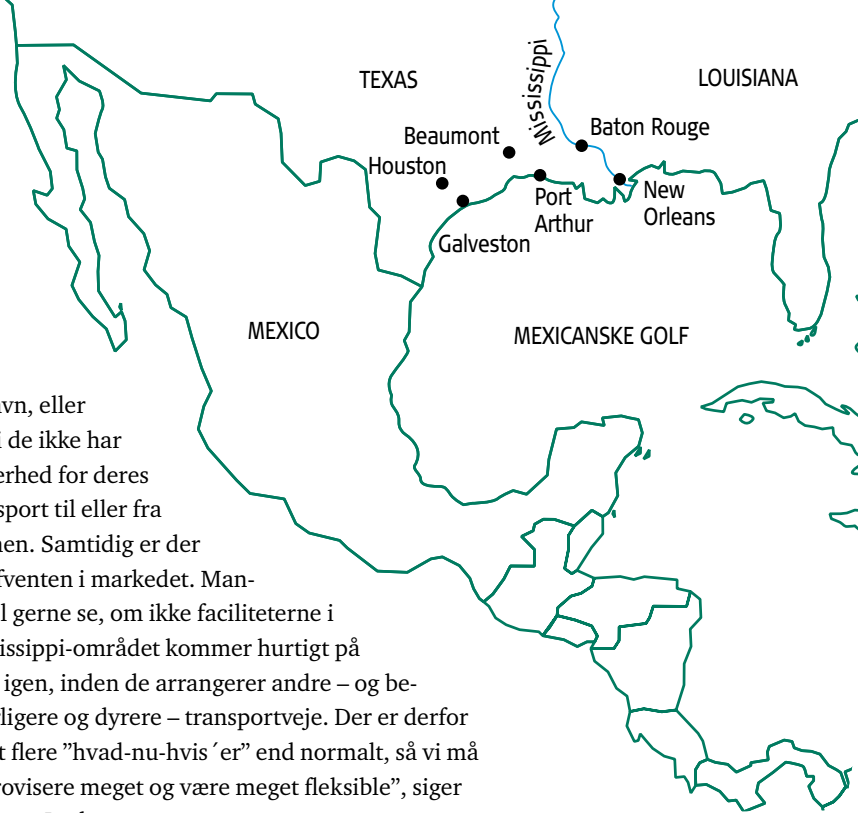 TEXAS
LOUISIANA
Mississippi
Beaumont
Baton Rouge
Houston
Port
Arthur
New
Orleans
Galveston
MEXICO
MEXICANSKE GOLF
vn, eller
i de ikke har
erhed for deres
sport til eller fra
nen. Samtidig er der
fventen i markedet. Man-
l gerne se, om ikke faciliteterne i
issippi-området kommer hurtigt på
igen, inden de arrangerer andre – og be-
rligere og dyrere – transportveje. Der er derfor
t flere ”hvad-nu-hvis´er” end normalt, så vi må
rovisere meget og være meget fleksible”, siger